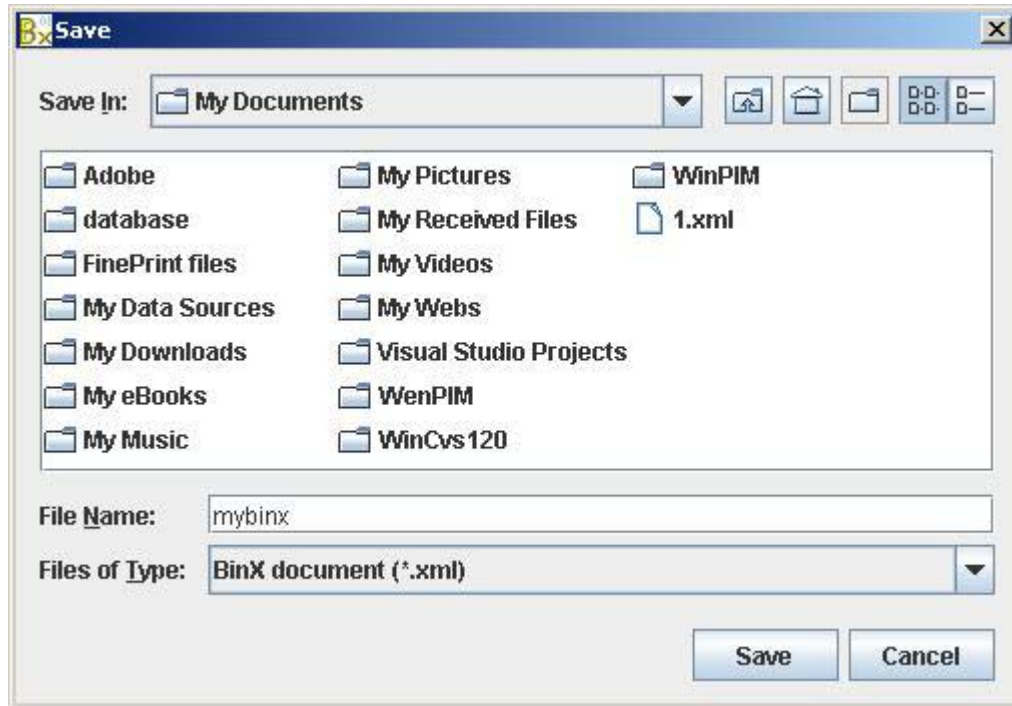 Bx Save
Save In: My Documents
Adobe My Pictures WinPIM
database My Received Files 1.xml
FinePrint files My Videos
My Data Sources My Webs
My Downloads Visual Studio Projects
My eBooks WenPIM
My Music WinCvs120
File Name: mybinx
Files of Type: BinX document (*.xml)
Save Cancel